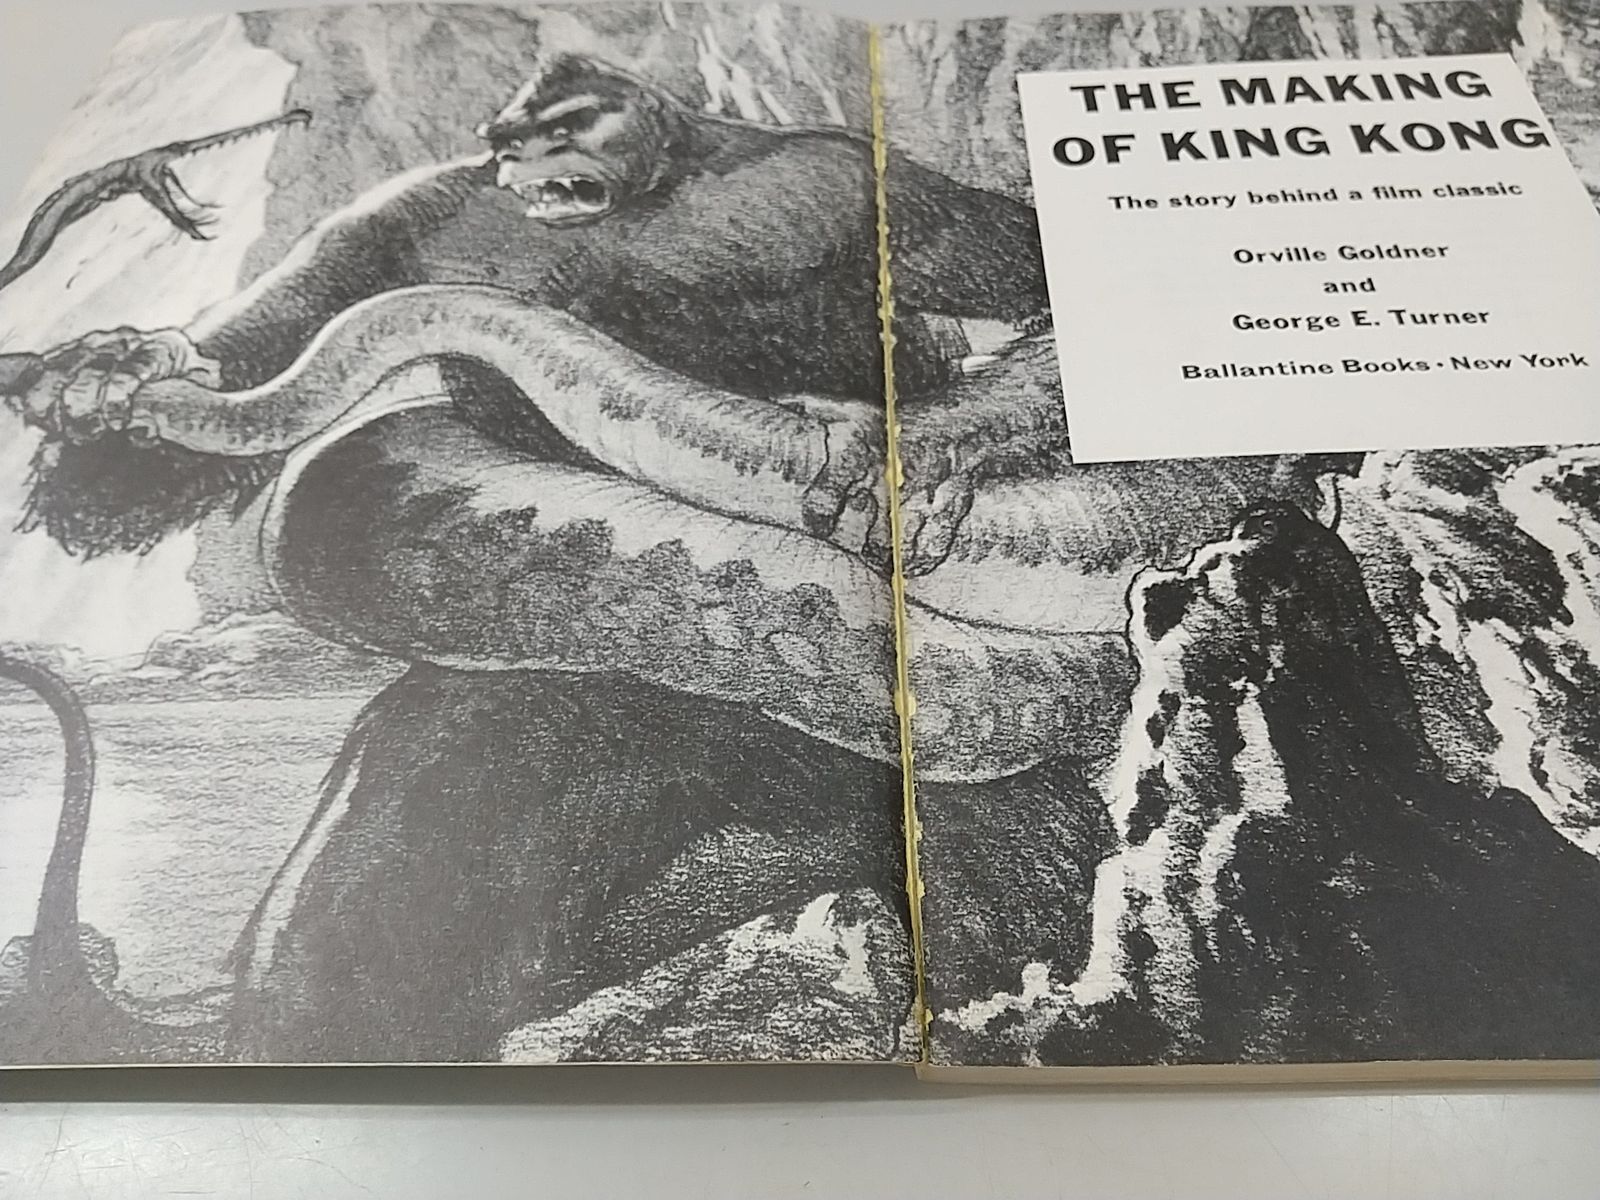 THE MAKING
OF KING KONG
The story behind a film classic
Orville Goldner
and
George E. Turner
Ballantine Books • New York